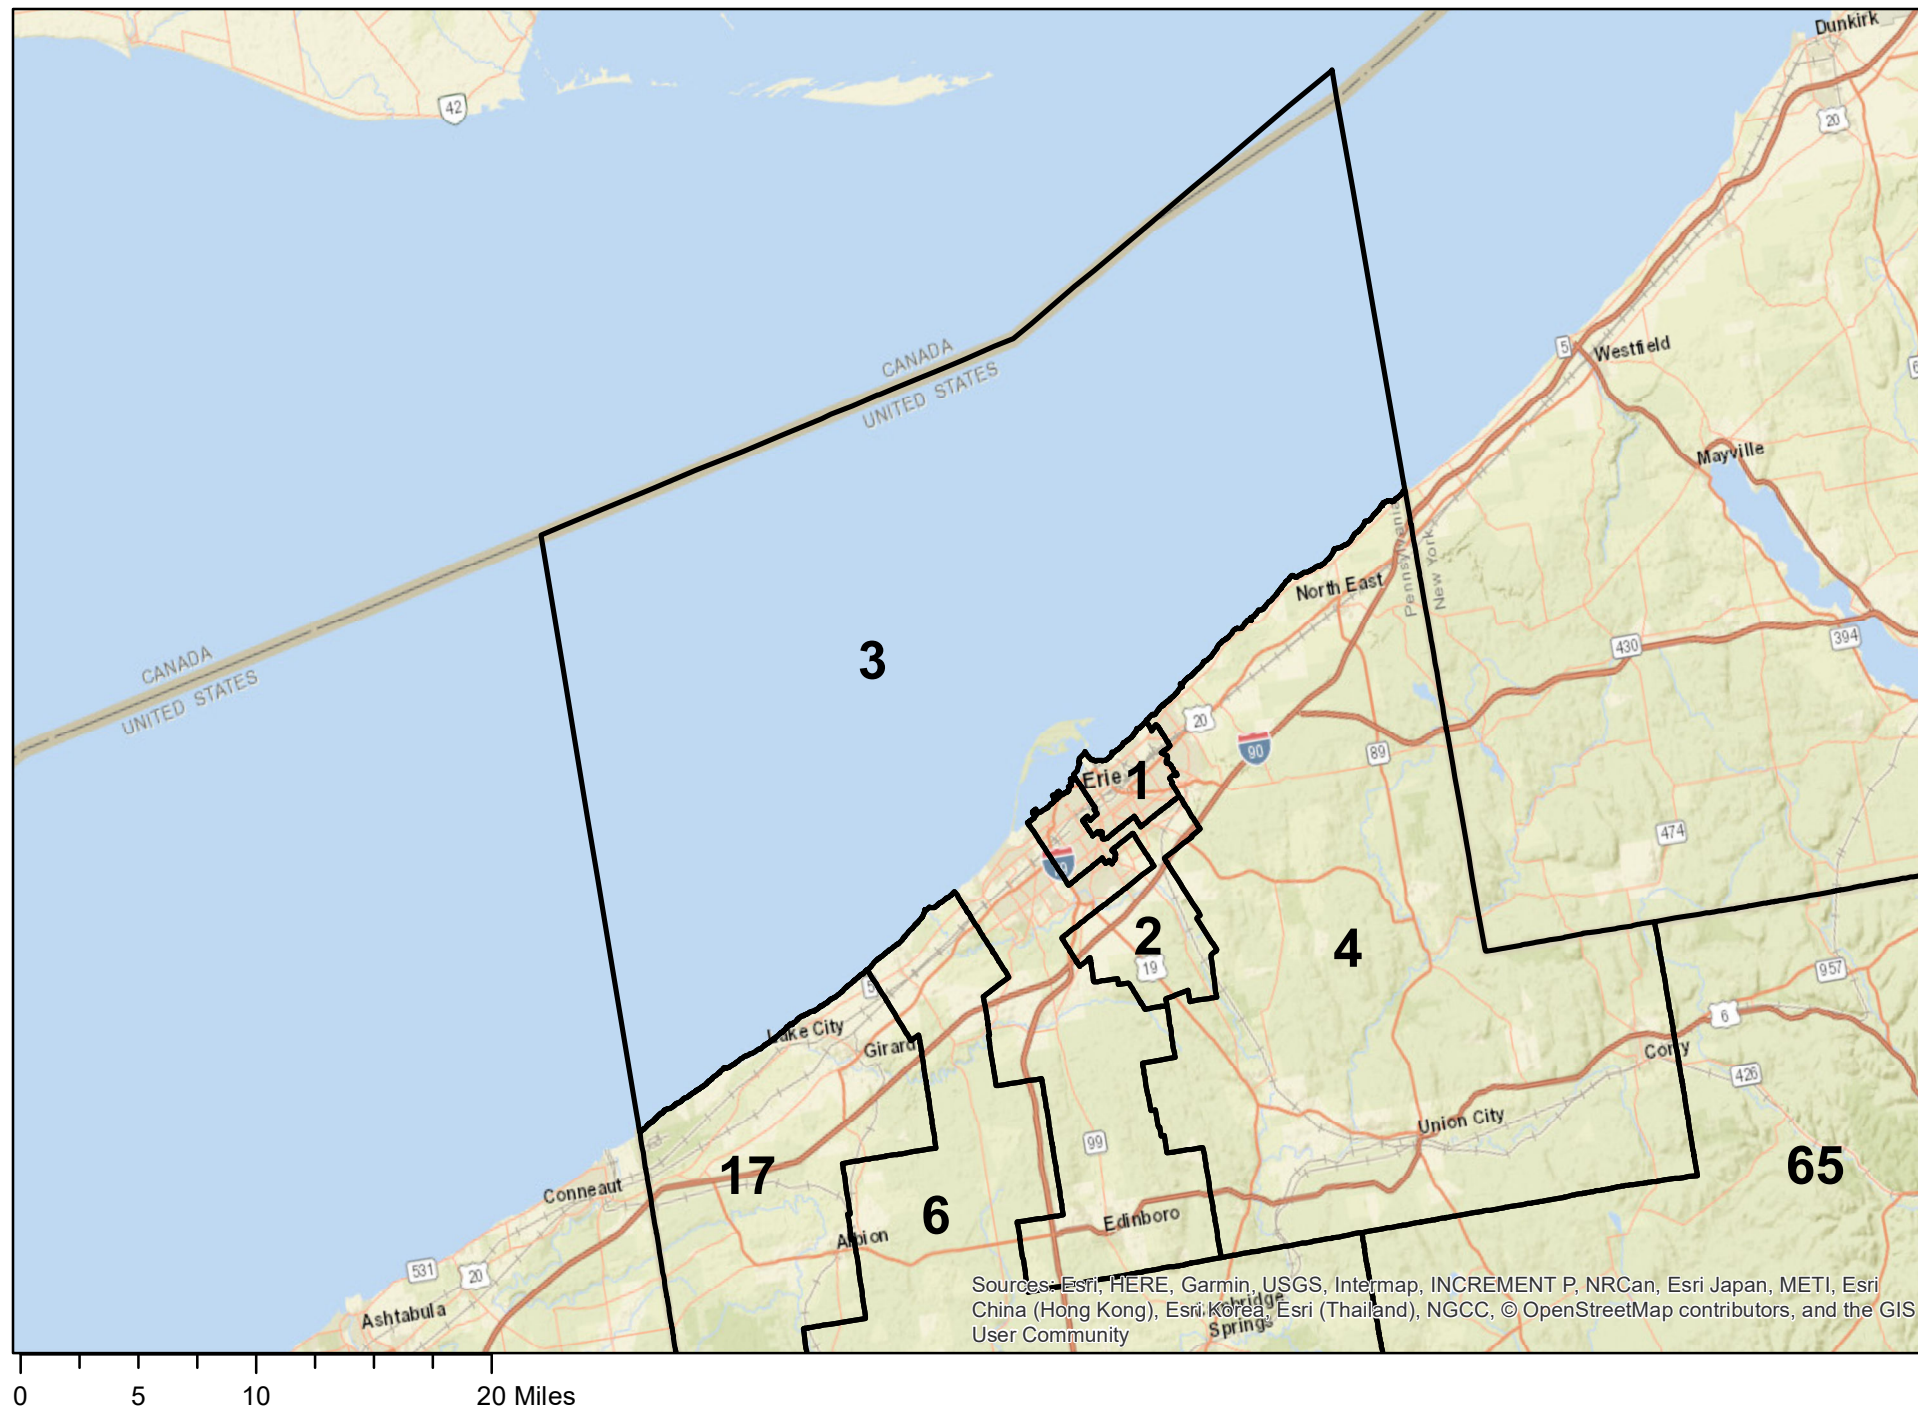 Dunkirk
42
20
CANADA
UNITED STATES
5
Westfield
Mayville
Pennsylvania
New York
North East
3
430
394
CANADA
UNITED STATES
20
90
89
Erie
1
474
2
19
4
957
5
Lake City
Girard
6
Corry
426
Union City
99
17
65
Conneaut
6
Edinboro
Albion
531
20
Ashtabula
Springs
Sources: Esri, HERE, Garmin, USGS, Intermap, INCREMENT P, NRCan, Esri Japan, METI, Esri
China (Hong Kong), Esri Korea, Esri (Thailand), NGCC, © OpenStreetMap contributors, and the GIS
User Community
0 5 10 20 Miles